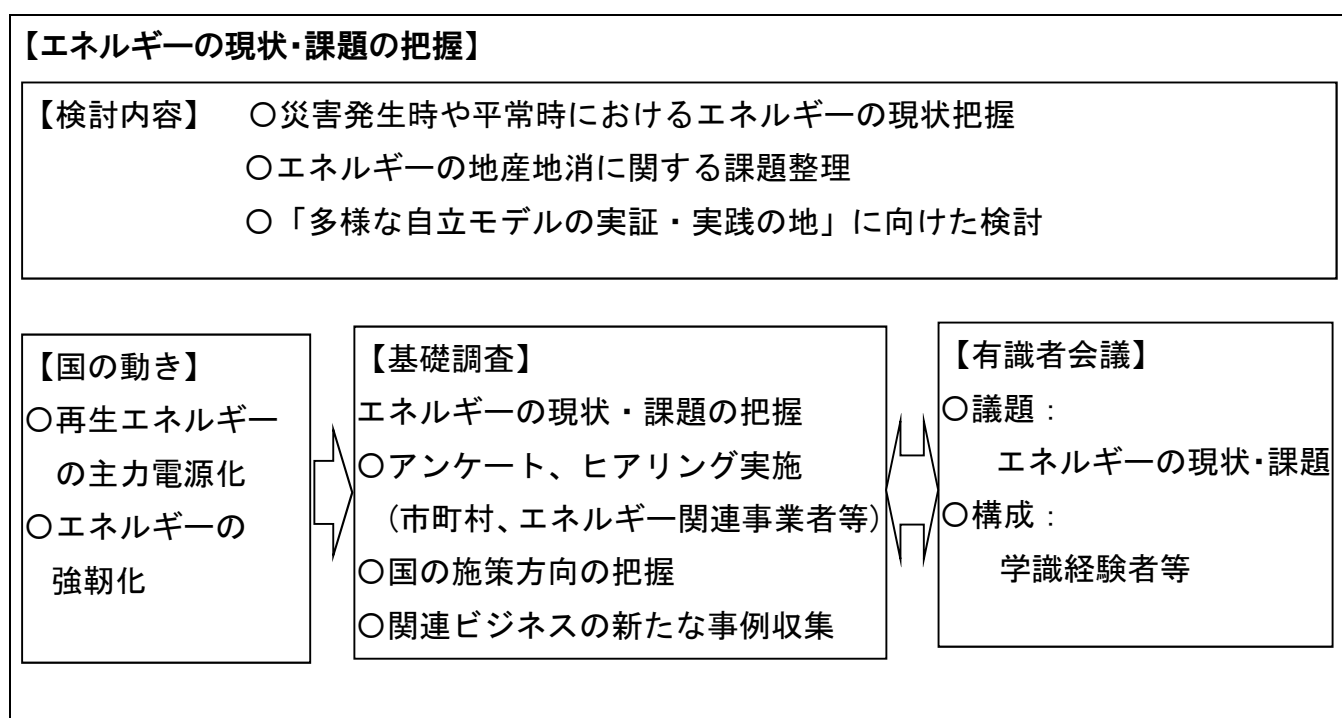 【エネルギーの現状・課題の把握】
【検討内容】 〇災害発生時や平常時におけるエネルギーの現状把握
〇エネルギーの地産地消に関する課題整理
〇「多様な自立モデルの実証・実践の地」に向けた検討
【国の動き】
〇再生エネルギー
の主力電源化
〇エネルギーの
強靭化
【基礎調査】
エネルギーの現状・課題の把握
〇アンケート、ヒアリング実施
（市町村、エネルギー関連事業者等）
〇国の施策方向の把握
〇関連ビジネスの新たな事例収集
【有識者会議】
〇議題：
エネルギーの現状・課題
〇構成：
学識経験者等